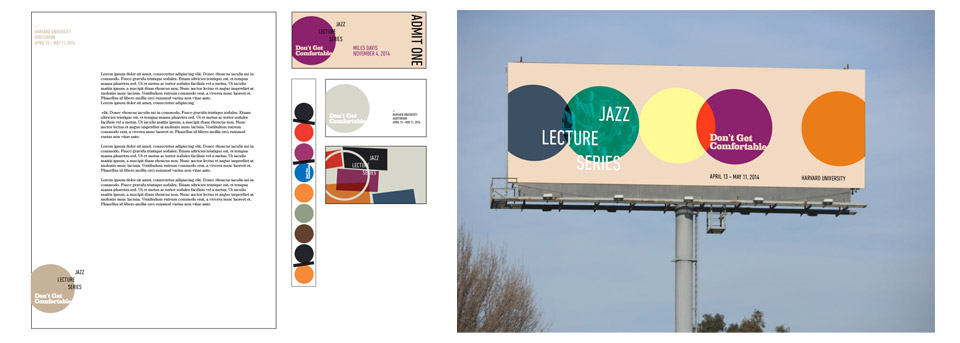 HARVARD UNIVERSITY
AUDITORIUM
APRIL 13 – MAY 11, 2014
Lorem ipsum dolor sit amet, consectetur adipiscing elit. Donec rhoncus iaculis mi in
commodo. Fusce gravida tristique sodales. Etiam ultricies tristique est, et tempus
magna pharetra sed. Ut et metus ac tortor sodales facilisis vel a metus. Ut iaculis
mattis ipsum, a suscipit diam rhoncus non. Nunc auctor lectus et augue imperdiet at
molestie nunc lacinia. Vestibulum rutrum commodo erat, a viverra nunc laoreet et.
Phasellus id libero mollis orci euismod varius non vitae ante.
Lorem ipsum dolor sit amet, consectetur adipiscing
elit. Donec rhoncus iaculis mi in
commodo. Fusce gravida tristique sodales. Etiam
ultricies tristique est, et tempus magna pharetra sed. Ut et metus ac tortor sodales
facilisis vel a metus. Ut iaculis mattis ipsum, a suscipit diam rhoncus non. Nunc
auctor lectus et augue imperdiet at molestie nunc lacinia. Vestibulum rutrum
commodo erat, a viverra nunc laoreet et. Phasellus id libero mollis orci euismod
varius non vitae ante.
Lorem ipsum dolor sit amet, consectetur adipiscing elit. Donec rhoncus iaculis mi in
commodo. Fusce gravida tristique sodales. Etiam ultricies tristique est, et tempus
magna pharetra sed. Ut et metus ac tortor sodales facilisis vel a metus. Ut iaculis
mattis ipsum, a suscipit diam rhoncus non. Nunc auctor lectus et augue imperdiet at
molestie nunc lacinia. Vestibulum rutrum commodo erat, a viverra nunc laoreet et.
Phasellus id libero mollis orci euismod varius non vitae ante.
Lorem ipsum dolor sit amet, consectetur adipiscing elit. Donec rhoncus iaculis mi in
commodo. Fusce gravida tristique sodales. Etiam ultricies tristique est, et tempus
magna pharetra sed. Ut et metus ac tortor sodales facilisis vel a metus. Ut iaculis
mattis ipsum, a suscipit diam rhoncus non. Nunc auctor lectus et augue imperdiet at
molestie nunc lacinia. Vestibulum rutrum commodo erat, a viverra nunc laoreet et.
Phasellus id libero mollis orci euismod varius non vitae ante.
JAZZ
LECTURE
SERIES
Don't Get
Comfortable
JAZZ
LECTURE
SERIES
Don't Get
Comfortable
MILES DAVIS
NOVEMBER 4, 2014
ADMIT ONE
Don't Get
Comfortable
HARVARD UNIVERSITY
APRIL 13 – MAY 11, 2014
JAZZ
LECTURE
SERIES
JAZZ
LECTURE
SERIES
Don't Get
Comfortable
APRIL 13 – MAY 11, 2014
HARVARD UNIVERSITY